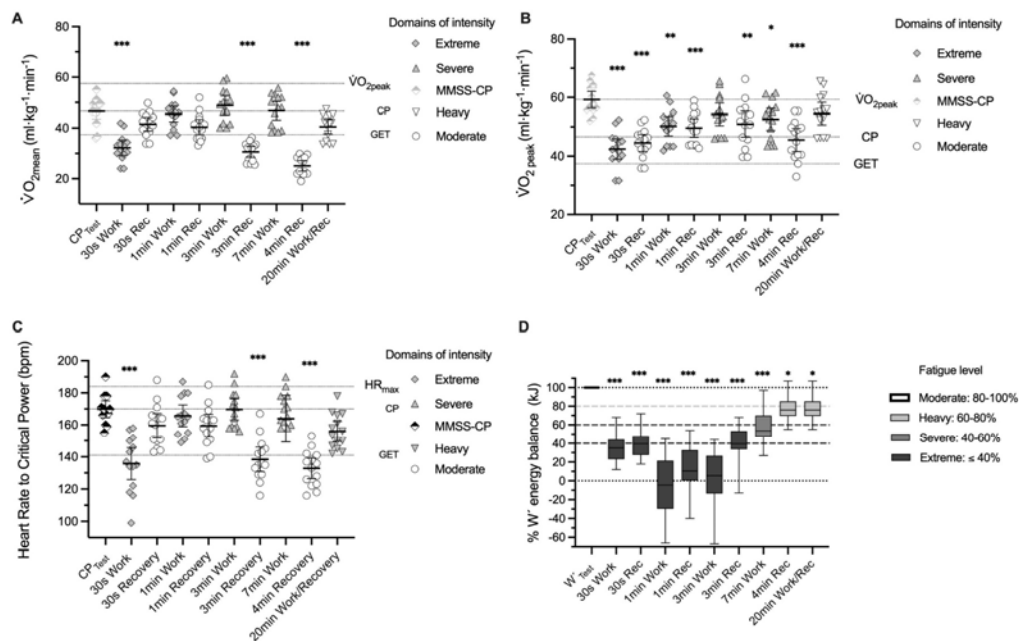 A
V̇O2mean (ml·kg-1·min-1)
80
60
40
20
***
***
***
V̇O2peak
CP
GET
CPTest
30s Work
30s Rec
1min Work
1min Rec
3min Work
3min Rec
7min Work
4min Rec
20min Work/Rec
Domains of intensity
Extreme
Severe
MMSS-CP
Heavy
Moderate
B
V̇O2 peak (ml·kg-1·min-1)
80
60
40
20
***
***
**
***
**
*
***
V̇O2peak
CP
GET
CPTest
30s Work
30s Rec
1min Work
1min Rec
3min Work
3min Rec
7min Work
4min Rec
20min Work/Rec
Domains of intensity
Extreme
Severe
MMSS-CP
Heavy
Moderate
C
Heart Rate to Critical Power (bpm)
200
180
160
140
120
100
***
***
***
HRmax
CP
GET
CPTest
30s Work
30s Recovery
1min Work
1min Recovery
3min Work
3min Recovery
7min Work
4min Recovery
20min Work/Recovery
Domains of intensity
Extreme
Severe
MMSS-CP
Heavy
Moderate
D
% W´ energy balance (kJ)
100
80
60
40
20
0
-20
-40
-60
***
***
***
***
***
***
***
*
*
W´ Test
30s Work
30s Rec
1min Work
1min Rec
3min Work
3min Rec
7min Work
4min Rec
20min Work/Rec
Fatigue level
Moderate: 80-100%
Heavy: 60-80%
Severe: 40-60%
Extreme: ≤ 40%